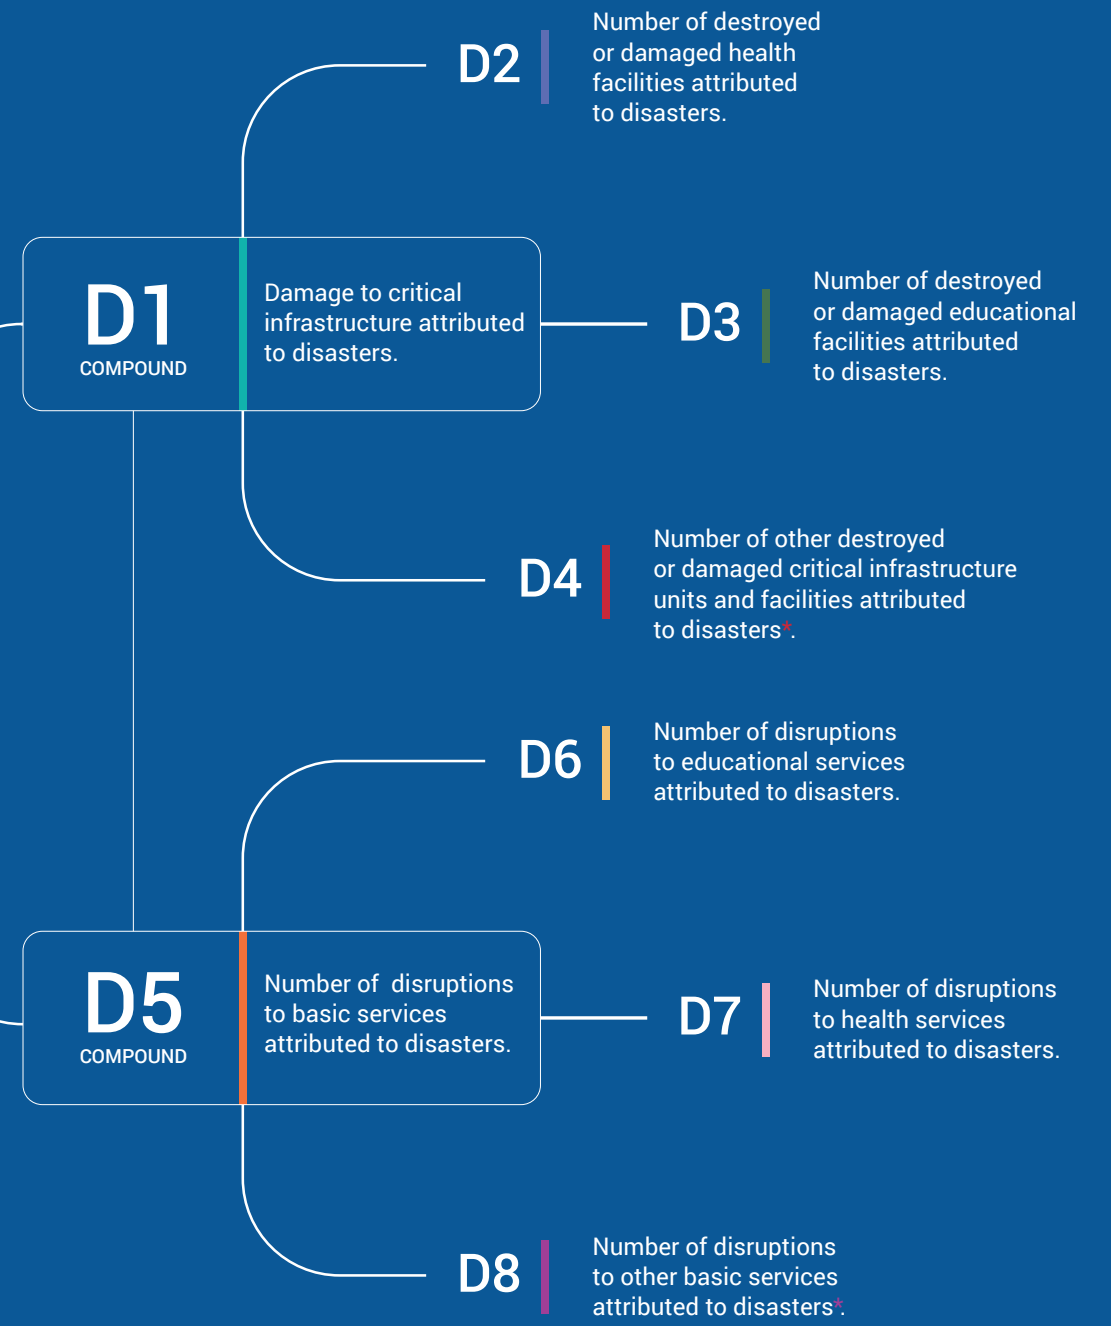 D2
Number of destroyed
or damaged health
facilities attributed
to disasters.
D1
COMPOUND
Damage to critical
infrastructure attributed
to disasters.
D3
Number of destroyed
or damaged educational
facilities attributed
to disasters.
D4
Number of other destroyed
or damaged critical infrastructure
units and facilities attributed
to disasters*.
D6
Number of disruptions
to educational services
attributed to disasters.
D5
COMPOUND
Number of  disruptions
to basic services
attributed to disasters.
D7
Number of disruptions
to health services
attributed to disasters.
D8
Number of disruptions
to other basic services
attributed to disasters*.